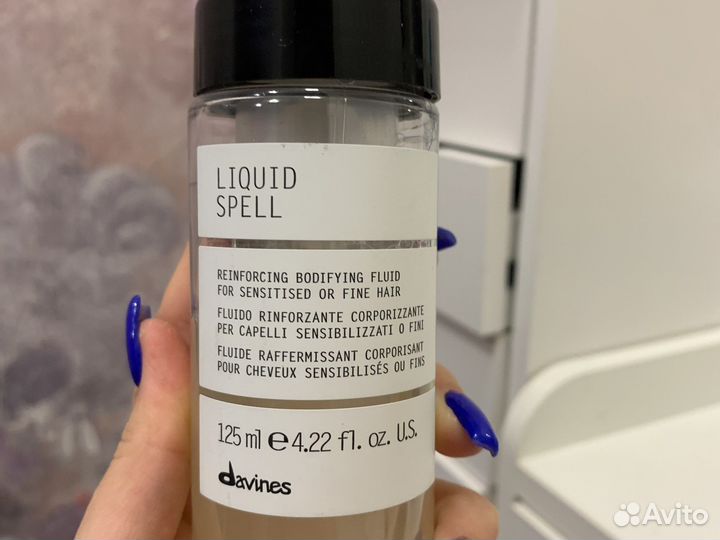 LIQUID
SPELL
REINFORCING BODIFYING FLUID
FOR SENSITISED OR FINE HAIR
FLUIDO RINFORZANTE CORPORIZZANTE
PER CAPELLI SENSIBILIZZATI O FINI
FLUIDE RAFFERMISSANT CORPORISANT
POUR CHEVEUX SENSIBILISÉS OU FINS
125 ml ℮ 4.22 fl. oz. U.S.
davines
Avito